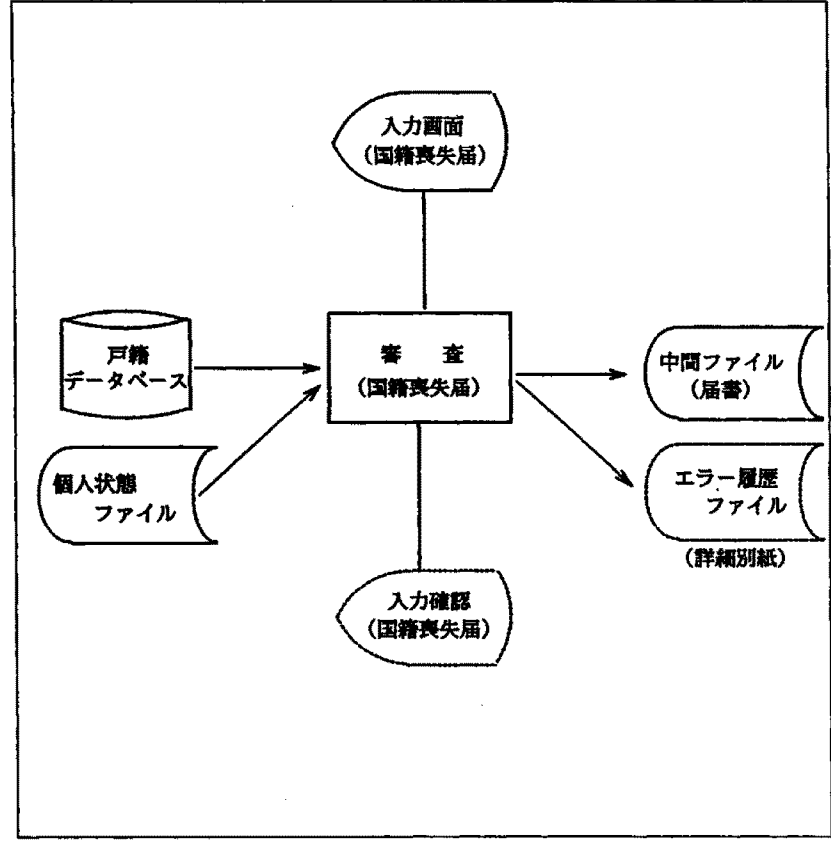 入力画面
(国籍喪失届)
戸籍
データベース
審 査
(国籍喪失届)
中間ファイル
(届書)
個人状態
ファイル
エラー履歴
ファイル
(詳細別紙)
入力確認
(国籍喪失届)